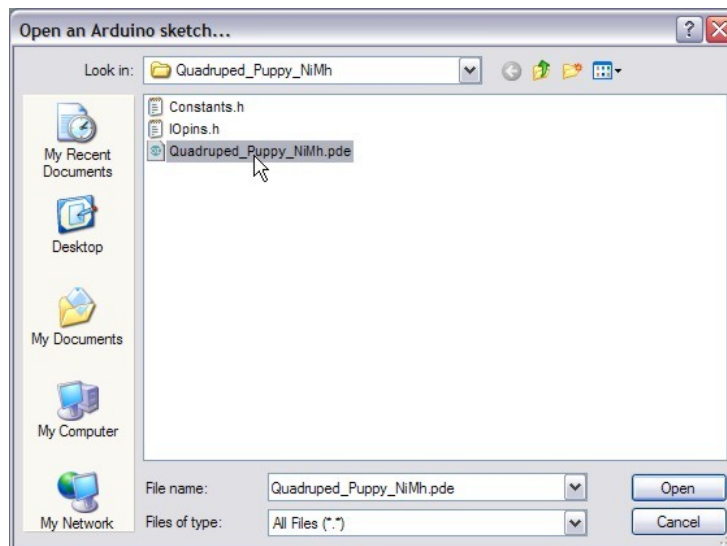 Open an Arduino sketch...
Look in:
Quadruped_Puppy_NiMh
My Recent
Documents
Desktop
My Documents
My Computer
My Network
Constants.h
IOpins.h
Quadruped_Puppy_NiMh.pde
File name:
Quadruped_Puppy_NiMh.pde
Open
Files of type:
All Files (*.*)
Cancel